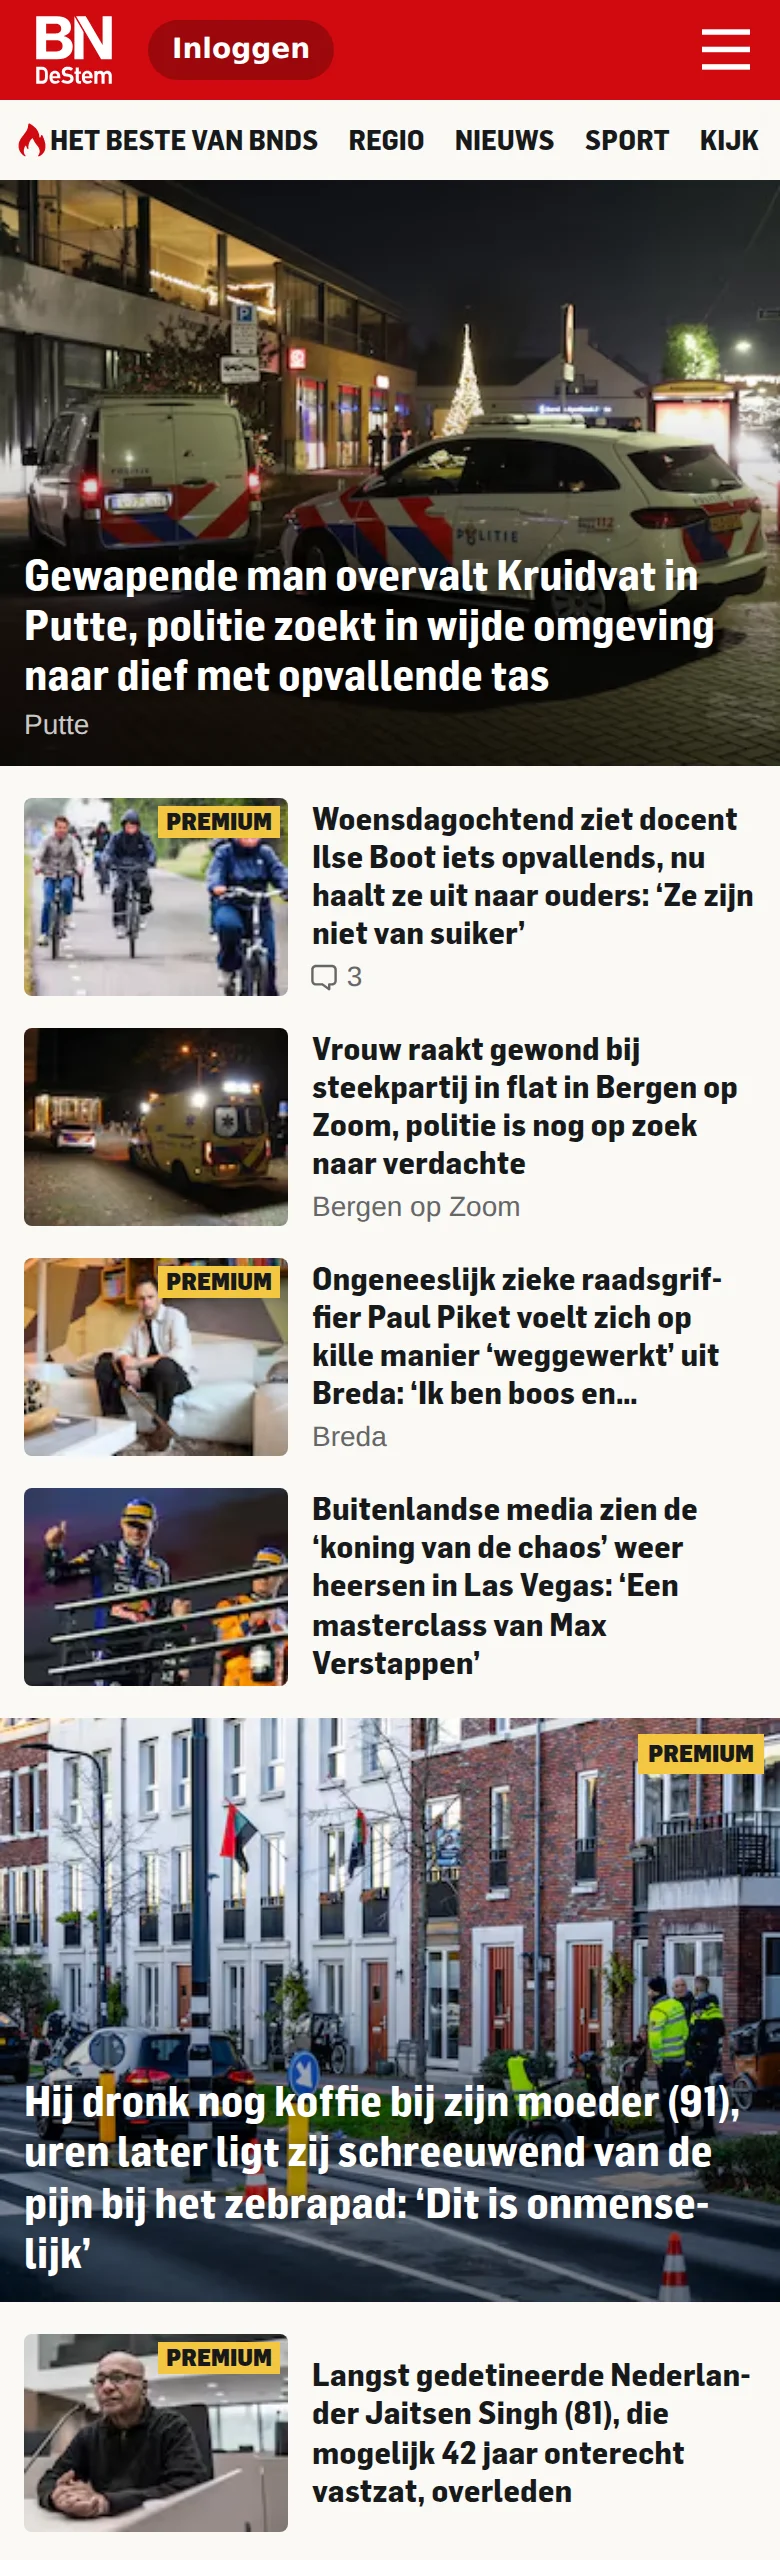 BN
DeStem
Inloggen
HET BESTE VAN BNDS REGIO NIEUWS SPORT KIJK
P
POLITIE
POLITIE
112
Gewapende man overvalt Kruidvat in
Putte, politie zoekt in wijde omgeving
naar dief met opvallende tas
Putte
PREMIUM
Woensdagochtend ziet docent
Ilse Boot iets opvallends, nu
haalt ze uit naar ouders: ‘Ze zijn
niet van suiker’
3
Vrouw raakt gewond bij
steekpartij in flat in Bergen op
Zoom, politie is nog op zoek
naar verdachte
Bergen op Zoom
PREMIUM
Ongeneeslijk zieke raadsgrif-
fier Paul Piket voelt zich op
kille manier ‘weggewerkt’ uit
Breda: ‘Ik ben boos en...
Breda
Buitenlandse media zien de
‘koning van de chaos’ weer
heersen in Las Vegas: ‘Een
masterclass van Max
Verstappen’
PREMIUM
Hij dronk nog koffie bij zijn moeder (91),
uren later ligt zij schreeuwend van de
pijn bij het zebrapad: ‘Dit is onmense-
lijk’
PREMIUM
Langst gedetineerde Nederlan-
der Jaitsen Singh (81), die
mogelijk 42 jaar onterecht
vastzat, overleden